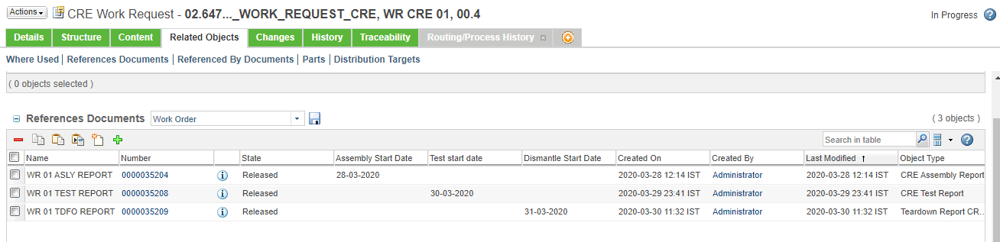 Actions CRE Work Request - 02.647..._WORK_REQUEST_CRE, WR CRE 01, 00.4 In Progress
Details Structure Content Related Objects Changes History Traceability Routing/Process History
Where Used References Documents Referenced By Documents Parts Distribution Targets
( 0 objects selected )
References Documents Work Order ( 3 objects )
Search in table
Name Number State Assembly Start Date Test start date Dismantle Start Date Created On Created By Last Modified ↑ Object Type
WR 01 ASLY REPORT 0000035204 Released 28-03-2020 2020-03-28 12:14 IST Administrator 2020-03-28 12:14 IST CRE Assembly Report
WR 01 TEST REPORT 0000035208 Released 30-03-2020 2020-03-29 23:41 IST Administrator 2020-03-29 23:41 IST CRE Test Report
WR 01 TDFO REPORT 0000035209 Released 31-03-2020 2020-03-30 11:32 IST Administrator 2020-03-30 11:32 IST Teardown Report CR...